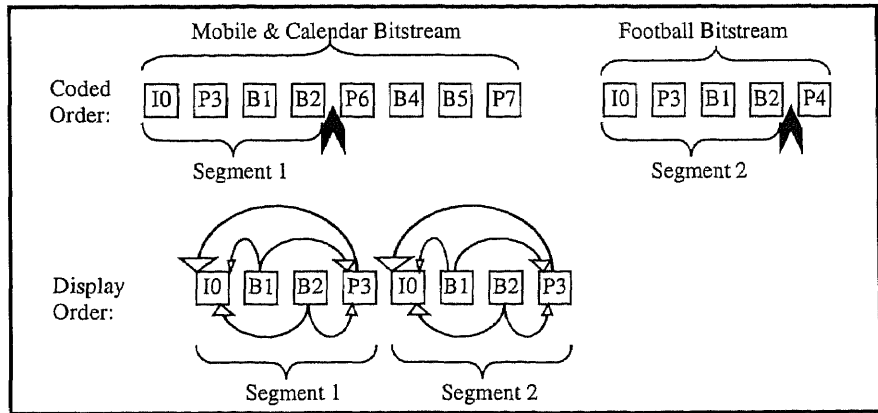 Mobile & Calendar Bitstream
Football Bitstream
Coded Order:
I0 P3 B1 B2 P6 B4 B5 P7
I0 P3 B1 B2 P4
Segment 1
Segment 2
Display Order:
I0 B1 B2 P3 I0 B1 B2 P3
Segment 1
Segment 2